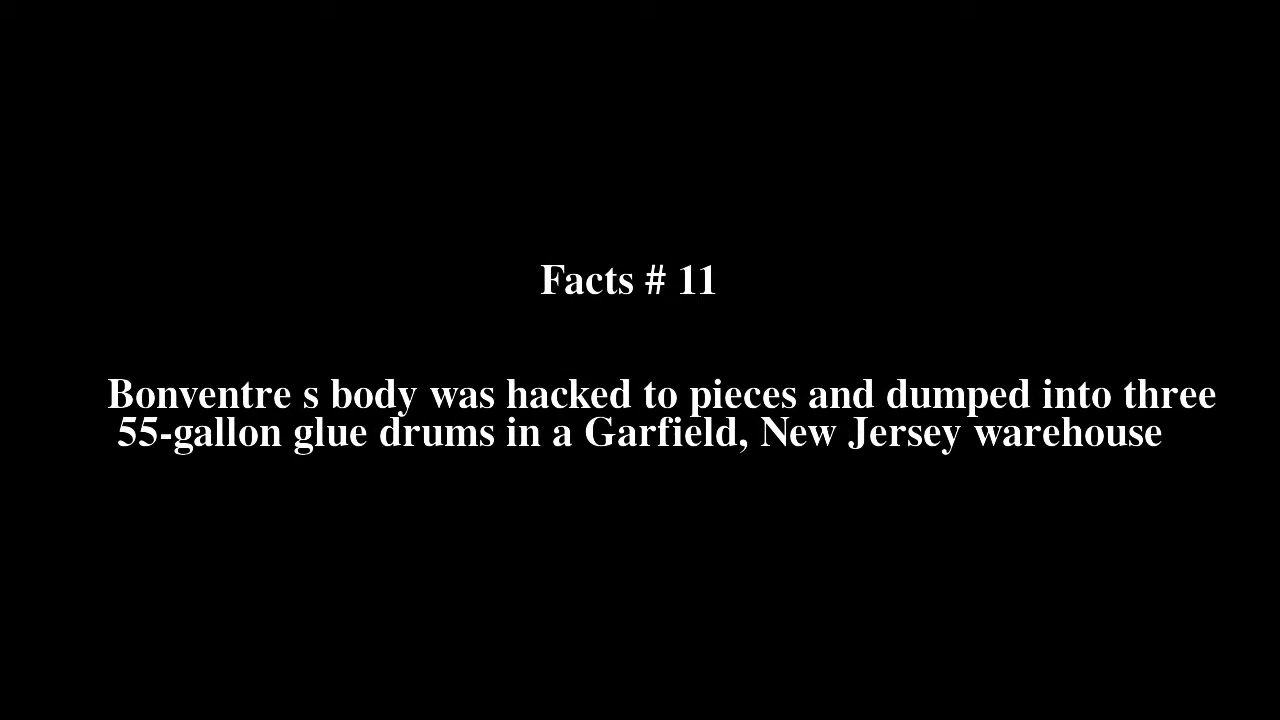 Facts # 11
Bonventre s body was hacked to pieces and dumped into three
55-gallon glue drums in a Garfield, New Jersey warehouse